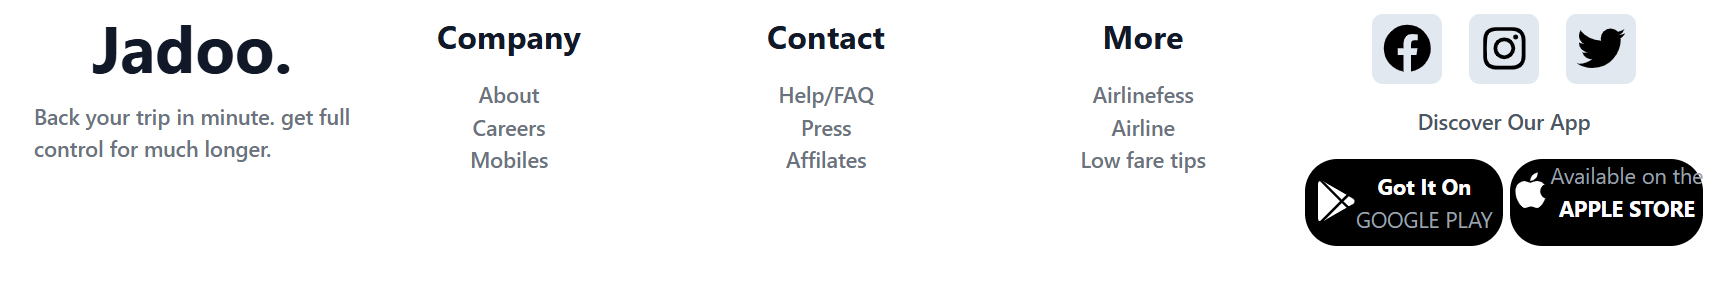 Jadoo.
Back your trip in minute. get full
control for much longer.
Company
About
Careers
Mobiles
Contact
Help/FAQ
Press
Affilates
More
Airlinefess
Airline
Low fare tips
Discover Our App
Got It On
GOOGLE PLAY
Available on the
APPLE STORE